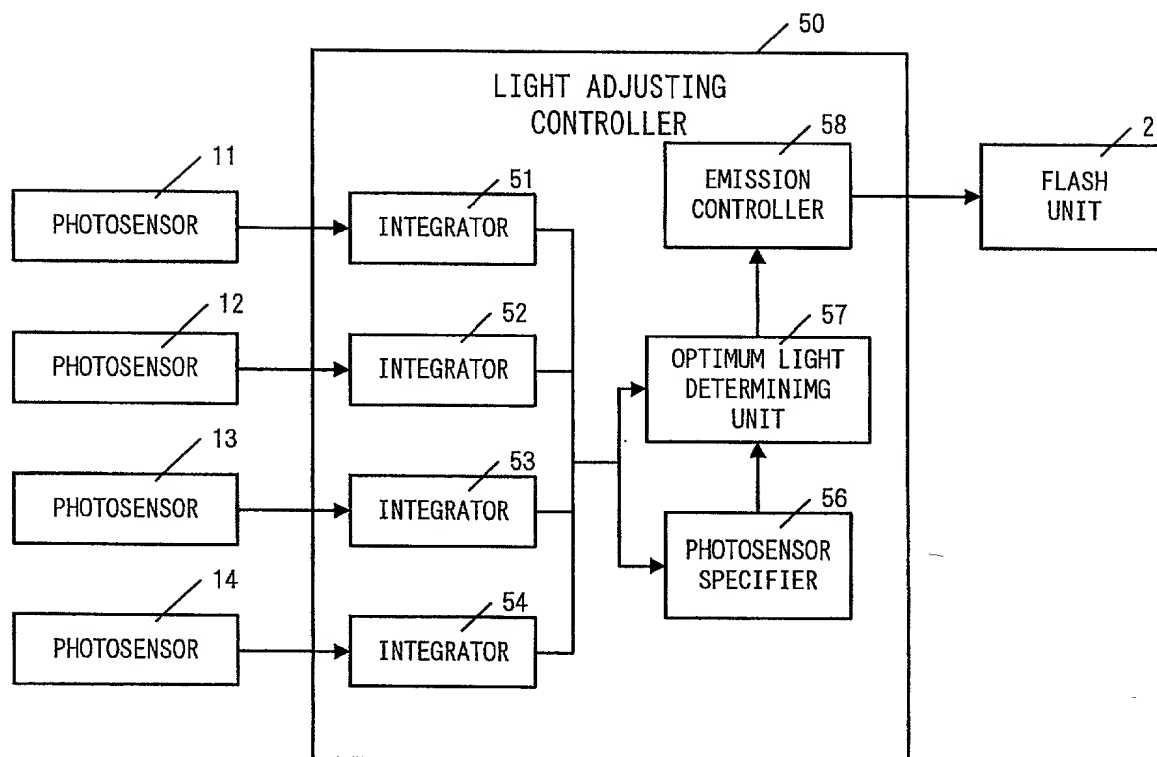 50
LIGHT ADJUSTING
CONTROLLER
58
2
11
EMISSION
CONTROLLER
FLASH
UNIT
PHOTOSENSOR
51
INTEGRATOR
12
PHOTOSENSOR
52
INTEGRATOR
57
OPTIMUM LIGHT
DETERMINIMG
UNIT
13
PHOTOSENSOR
53
INTEGRATOR
56
PHOTOSENSOR
SPECIFIER
14
PHOTOSENSOR
54
INTEGRATOR